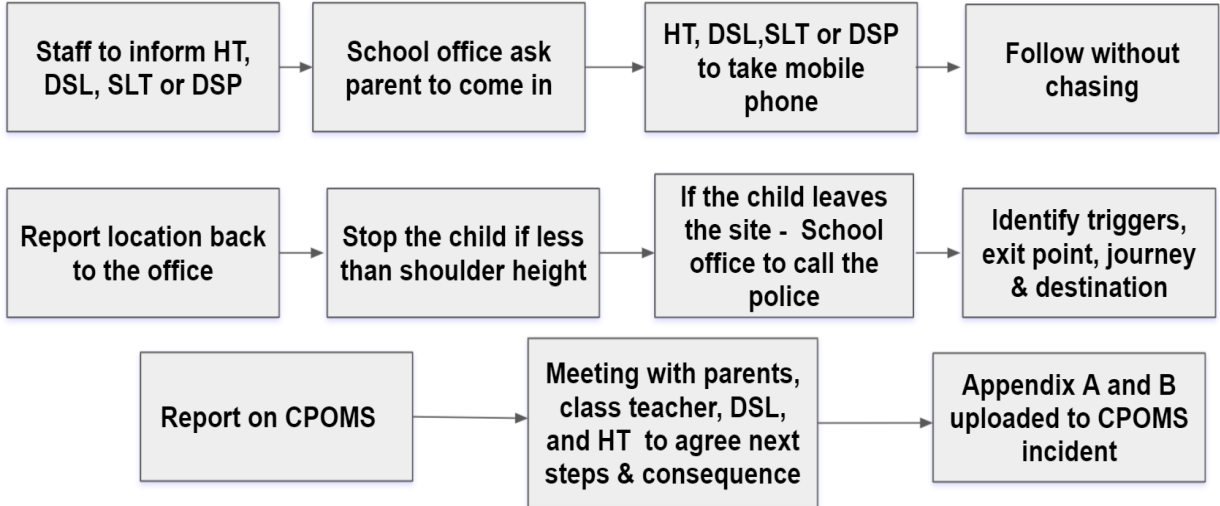 Staff to inform HT,
DSL, SLT or DSP
School office ask
parent to come in
HT, DSL,SLT or DSP
to take mobile
phone
Follow without
chasing
Report location back
to the office
Stop the child if less
than shoulder height
If the child leaves
the site - School
office to call the
police
Identify triggers,
exit point, journey
& destination
Report on CPOMS
Meeting with parents,
class teacher, DSL,
and HT to agree next
steps & consequence
Appendix A and B
uploaded to CPOMS
incident